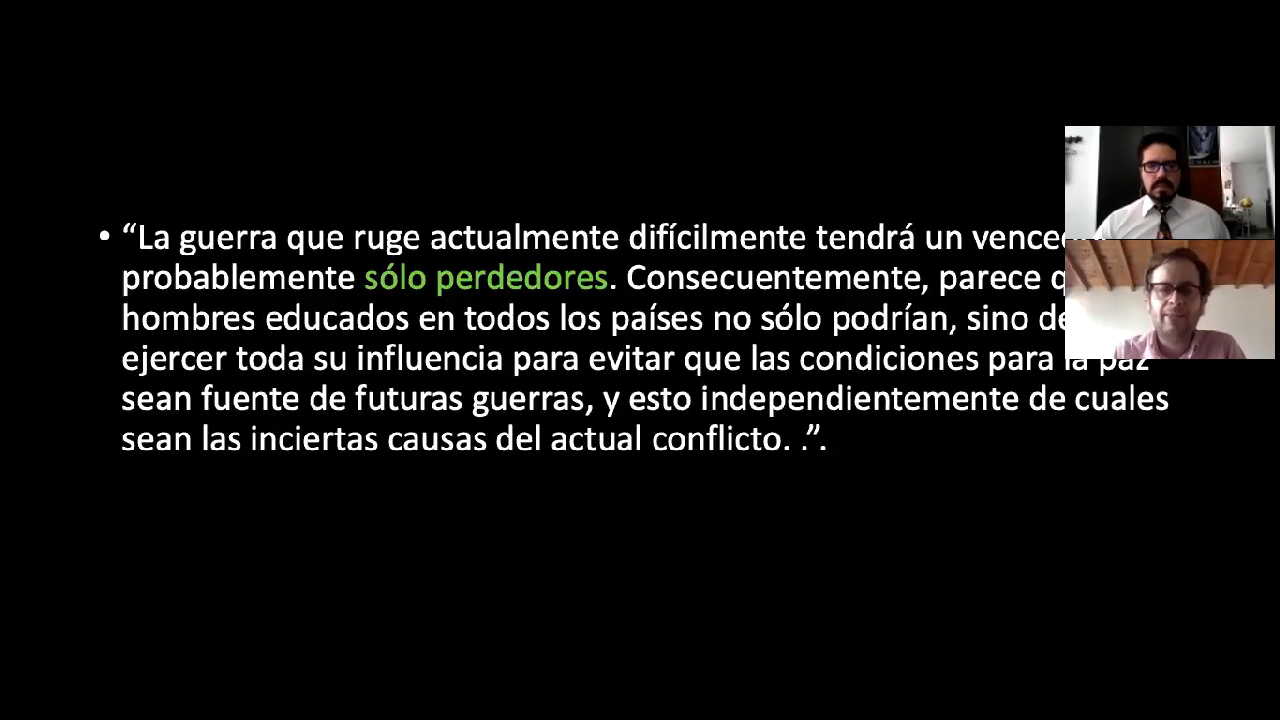 • “La guerra que ruge actualmente difícilmente tendrá un
probablemente sólo perdedores. Consecuentemente, parece
hombres educados en todos los países no sólo podrían, sino
ejercer toda su influencia para evitar que las condiciones para la paz
sean fuente de futuras guerras, y esto independientemente de cuales
sean las inciertas causas del actual conflicto. .”.